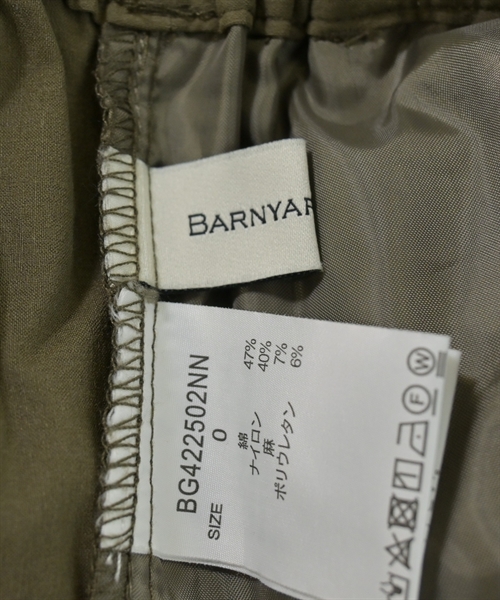 BARNYAR
BG422502NN
SIZE 0
綿 47%
ナイロン 40%
麻 7%
ポリウレタン 6%
W
F